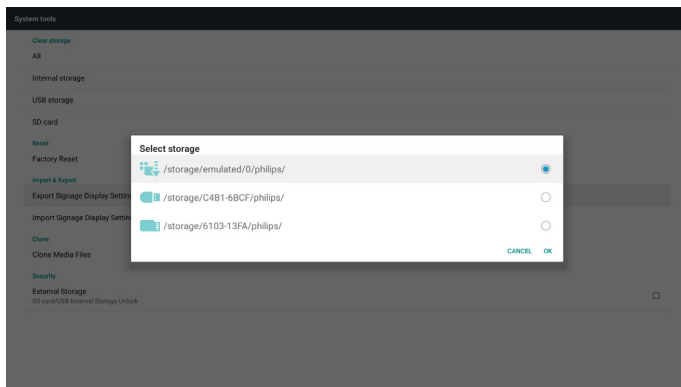 System tools
Clear storage
All
Internal storage
USB storage
SD card
Reset
Factory Reset
Import & Export
Export Signage Display Setting
Import Signage Display Settin
Clone
Clone Media Files
Security
External Storage
SD card/USB External Storage Unlock
Select storage
/storage/emulated/0/philips/
/storage/C4B1-6BCF/philips/
/storage/6103-13FA/philips/
CANCEL OK